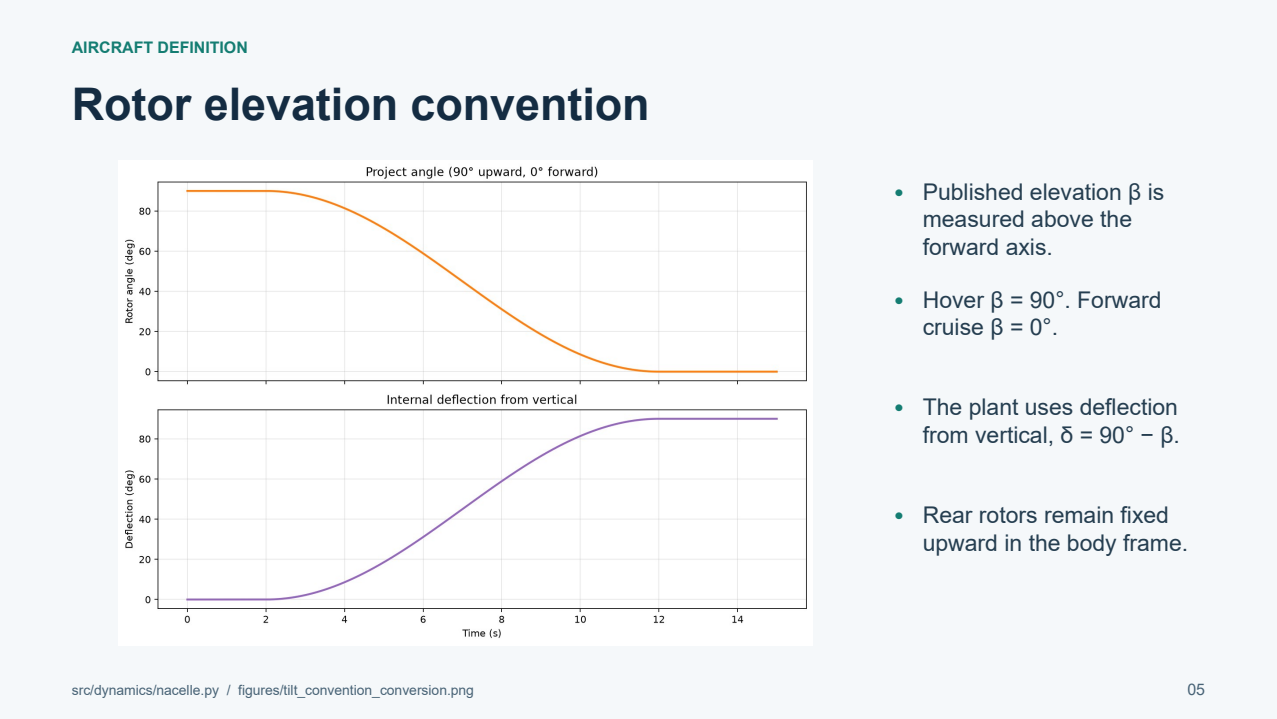 AIRCRAFT DEFINITION
Rotor elevation convention
Project angle (90° upward, 0° forward)
Rotor angle (deg)
80
60
40
20
0
Internal deflection from vertical
Deflection (deg)
80
60
40
20
0
0 2 4 6 8 10 12 14
Time (s)
• Published elevation β is
measured above the
forward axis.
• Hover β = 90°. Forward
cruise β = 0°.
• The plant uses deflection
from vertical, δ = 90° − β.
• Rear rotors remain fixed
upward in the body frame.
src/dynamics/nacelle.py / figures/tilt_convention_conversion.png
05